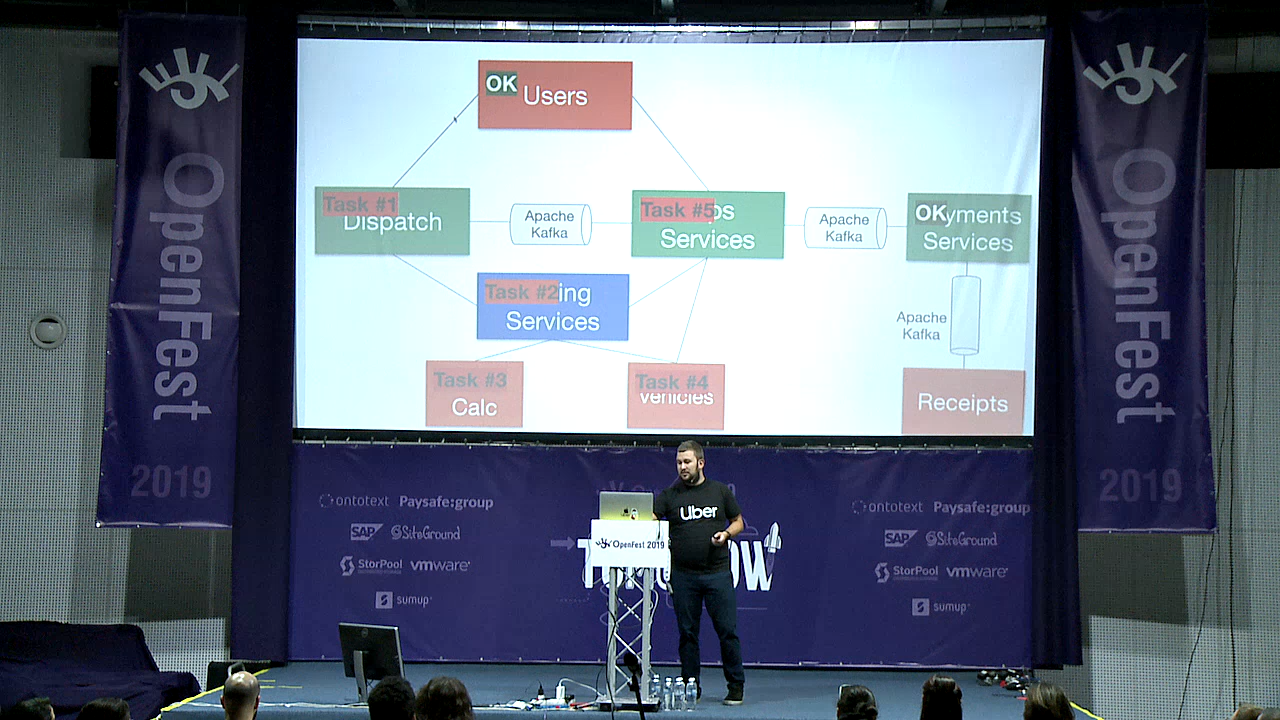 OK
Users
Task #1
Dispatch
Apache
Kafka
Task #5
Services
Apache
Kafka
OKyments
Services
Task #2ing
Services
Apache
Kafka
Task #3
Calc
Task #4
Vehicles
Receipts
OpenFest
2019
OpenFest
2019
ontotext Paysafe:group
SAP SiteGround
StorPool vmware
sumup
Uber
OpenFest 2019
ontotext Paysafe:group
SAP SiteGround
StorPool vmware
sumup